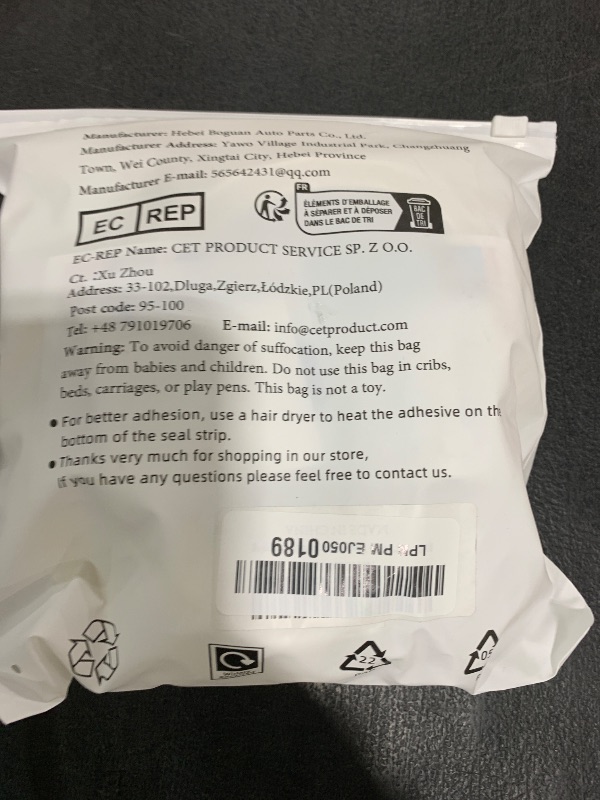 Manufacturer: Hebei Boguan Auto Parts Co., Ltd.
Manufacturer Address: Yawo Village Industrial Park, Changzhuang
Town, Wei County, Xingtai City, Hebei Province
Manufacturer E-mail: 565642431@qq.com
EC REP
FR
ÉLÉMENTS D'EMBALLAGE
À SÉPARER ET À DÉPOSER
DANS LE BAC DE TRI
BAC
DE
TRI
EC-REP Name: CET PRODUCT SERVICE SP. Z O.O.
Ct. :Xu Zhou
Address: 33-102,Dluga,Zgierz,Łódzkie,PL(Poland)
Post code: 95-100
Tel: +48 791019706 E-mail: info@cetproduct.com
Warning: To avoid danger of suffocation, keep this bag
away from babies and children. Do not use this bag in cribs,
beds, carriages, or play pens. This bag is not a toy.
• For better adhesion, use a hair dryer to heat the adhesive on the
bottom of the seal strip.
• Thanks very much for shopping in our store,
If you have any questions please feel free to contact us.
PM EJ050 0189
22
05